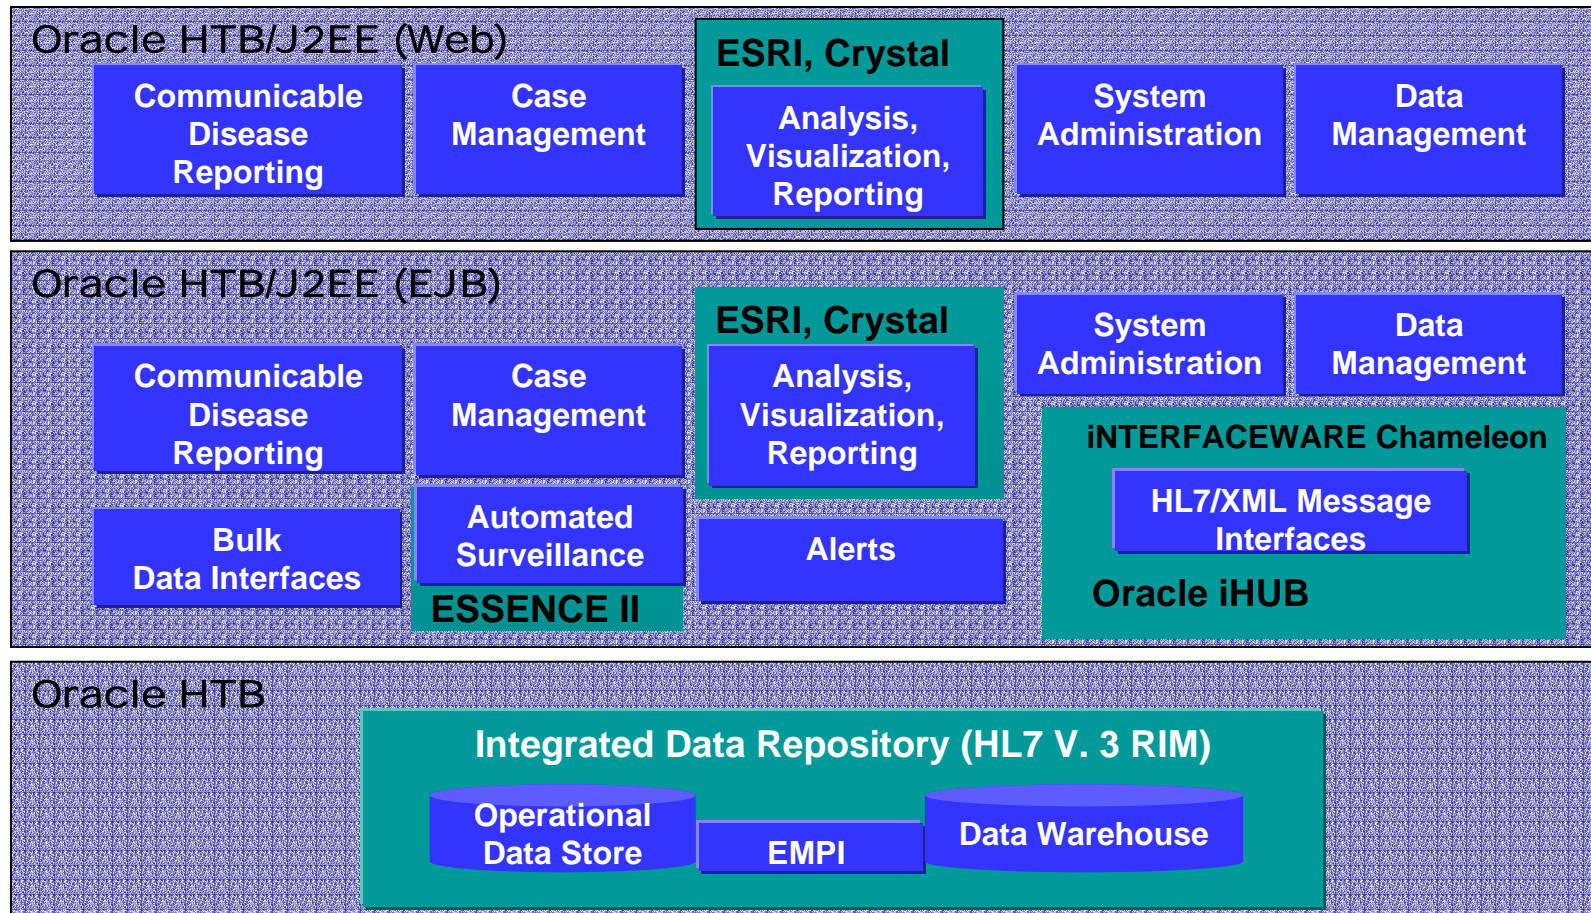 Oracle HTB/J2EE (Web)
Communicable
Disease
Reporting
Case
Management
ESRI, Crystal
Analysis,
Visualization,
Reporting
System
Administration
Data
Management
Oracle HTB/J2EE (EJB)
Communicable
Disease
Reporting
Case
Management
ESRI, Crystal
Analysis,
Visualization,
Reporting
System
Administration
Data
Management
Bulk
Data Interfaces
Automated
Surveillance
ESSENCE II
Alerts
iNTERFACEWARE Chameleon
HL7/XML Message
Interfaces
Oracle iHUB
Oracle HTB
Integrated Data Repository (HL7 V. 3 RIM)
Operational
Data Store
EMPI
Data Warehouse